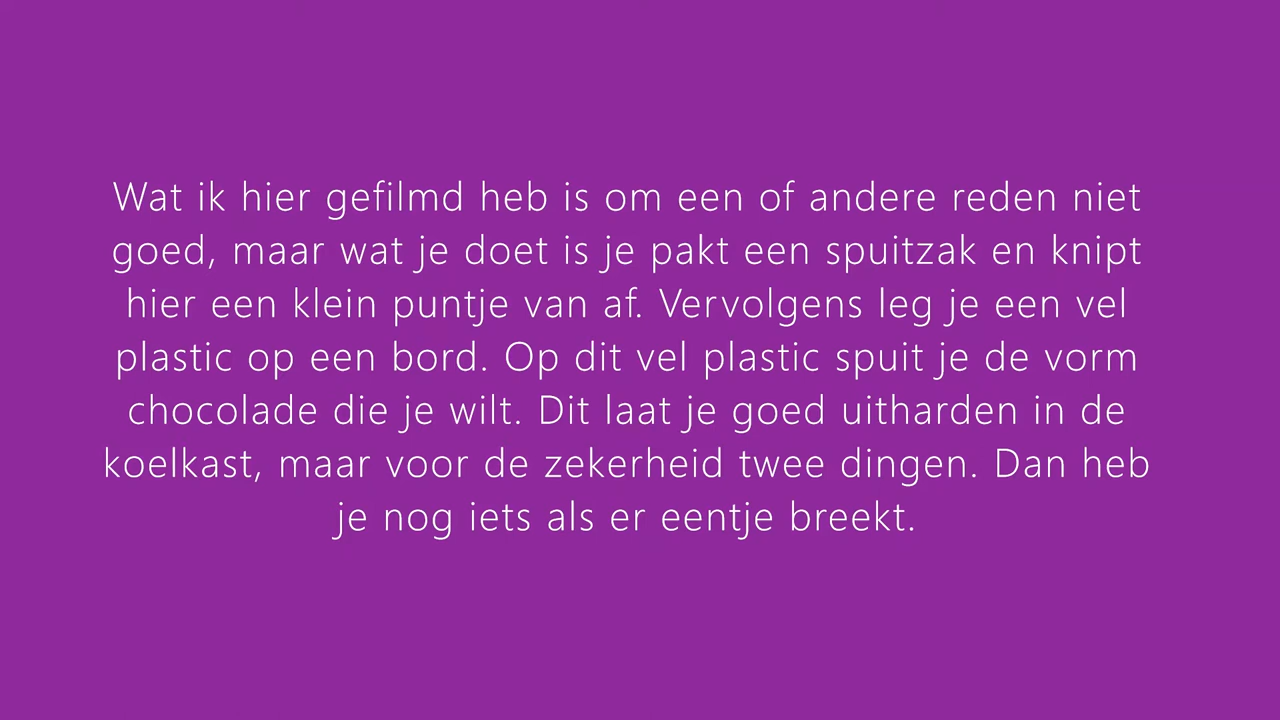 Wat ik hier gefilmd heb is om een of andere reden niet
goed, maar wat je doet is je pakt een spuitzak en knipt
hier een klein puntje van af. Vervolgens leg je een vel
plastic op een bord. Op dit vel plastic spuit je de vorm
chocolade die je wilt. Dit laat je goed uitharden in de
koelkast, maar voor de zekerheid twee dingen. Dan heb
je nog iets als er eentje breekt.